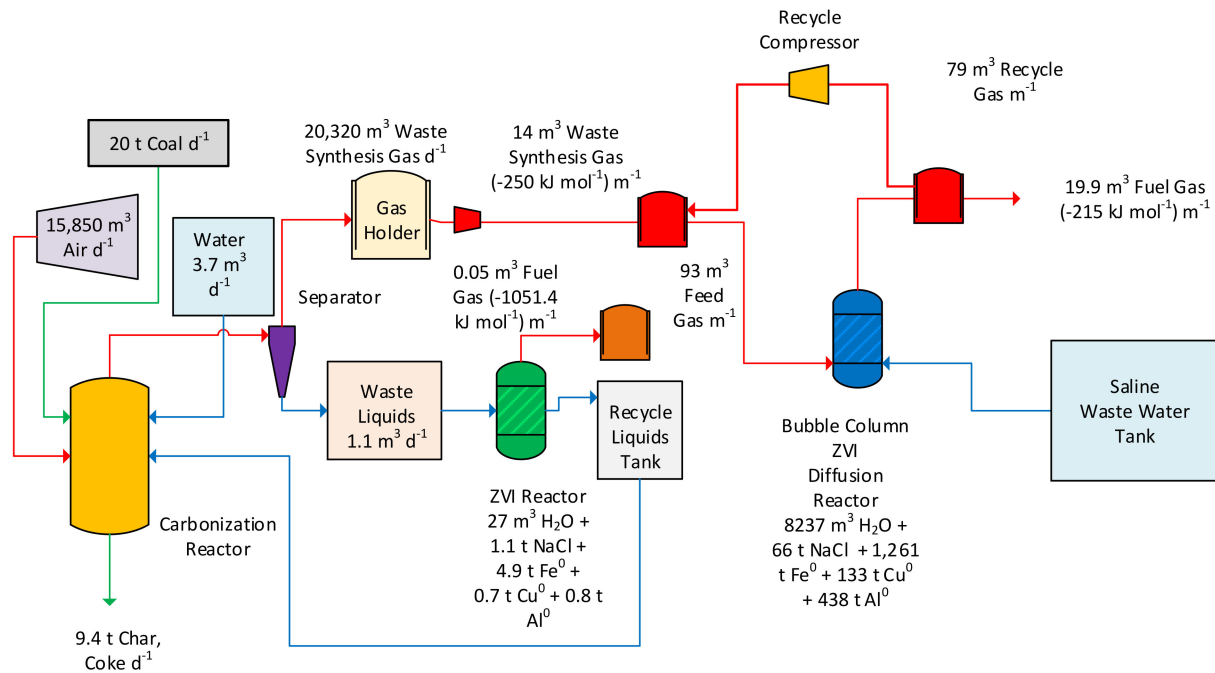 Recycle
Compressor
79 m³ Recycle
Gas m⁻¹
20 t Coal d⁻¹
20,320 m³ Waste
Synthesis Gas d⁻¹
14 m³ Waste
Synthesis Gas
(-250 kJ mol⁻¹) m⁻¹
19.9 m³ Fuel Gas
(-215 kJ mol⁻¹) m⁻¹
15,850 m³
Air d⁻¹
Water
3.7 m³
d⁻¹
Gas
Holder
Separator
0.05 m³ Fuel
Gas (-1051.4
kJ mol⁻¹) m⁻¹
93 m³
Feed
Gas m⁻¹
Waste
Liquids
1.1 m³ d⁻¹
Recycle
Liquids
Tank
Saline
Waste Water
Tank
Carbonization
Reactor
ZVI Reactor
27 m³ H₂O +
1.1 t NaCl +
4.9 t Fe⁰ +
0.7 t Cu⁰ + 0.8 t
Al⁰
Bubble Column
ZVI
Diffusion
Reactor
8237 m³ H₂O +
66 t NaCl + 1,261
t Fe⁰ + 133 t Cu⁰
+ 438 t Al⁰
9.4 t Char,
Coke d⁻¹